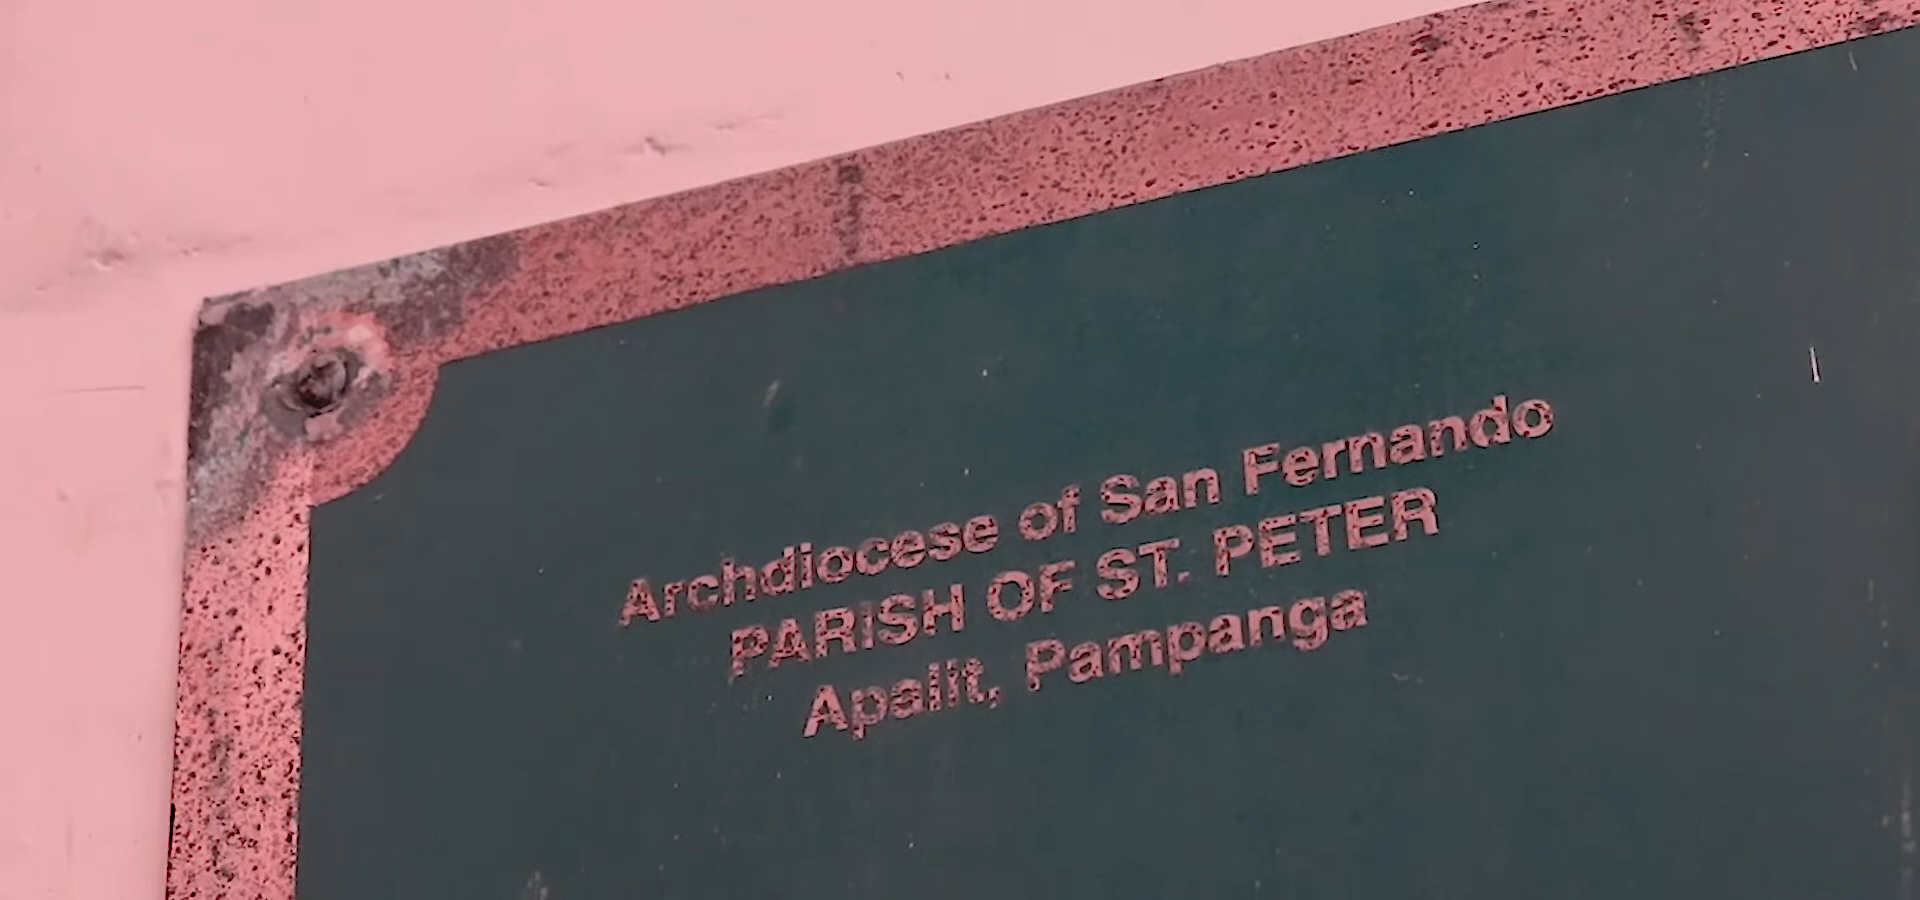 Archdiocese of San Fernando
PARISH OF ST. PETER
Apalit, Pampanga